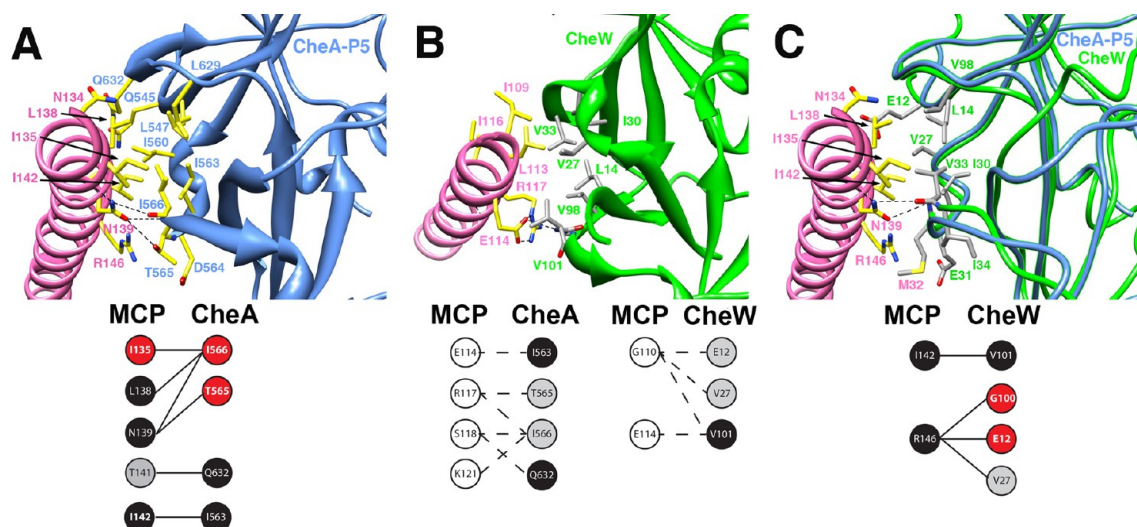 A
CheA-P5
Q632
L629
Q545
N134
L138
L547
I135
I560
I563
I142
I566
N139
R146
D564
T565
B
CheW
I109
I116
V33
I30
V27
L113
L14
R117
V98
E114
V101
C
CheA-P5
CheW
V98
N134
E12
L138
L14
I135
V27
V33 I30
I142
N139
R146
I34
E31
M32
MCP CheA
I135 I566
L138 T565
N139
T141 Q632
I142 I563
MCP CheA
E114 I563
R117 T565
S118 I566
K121 Q632
MCP CheW
G110 E12
V27
E114 V101
MCP CheW
I142 V101
G100
R146 E12
V27